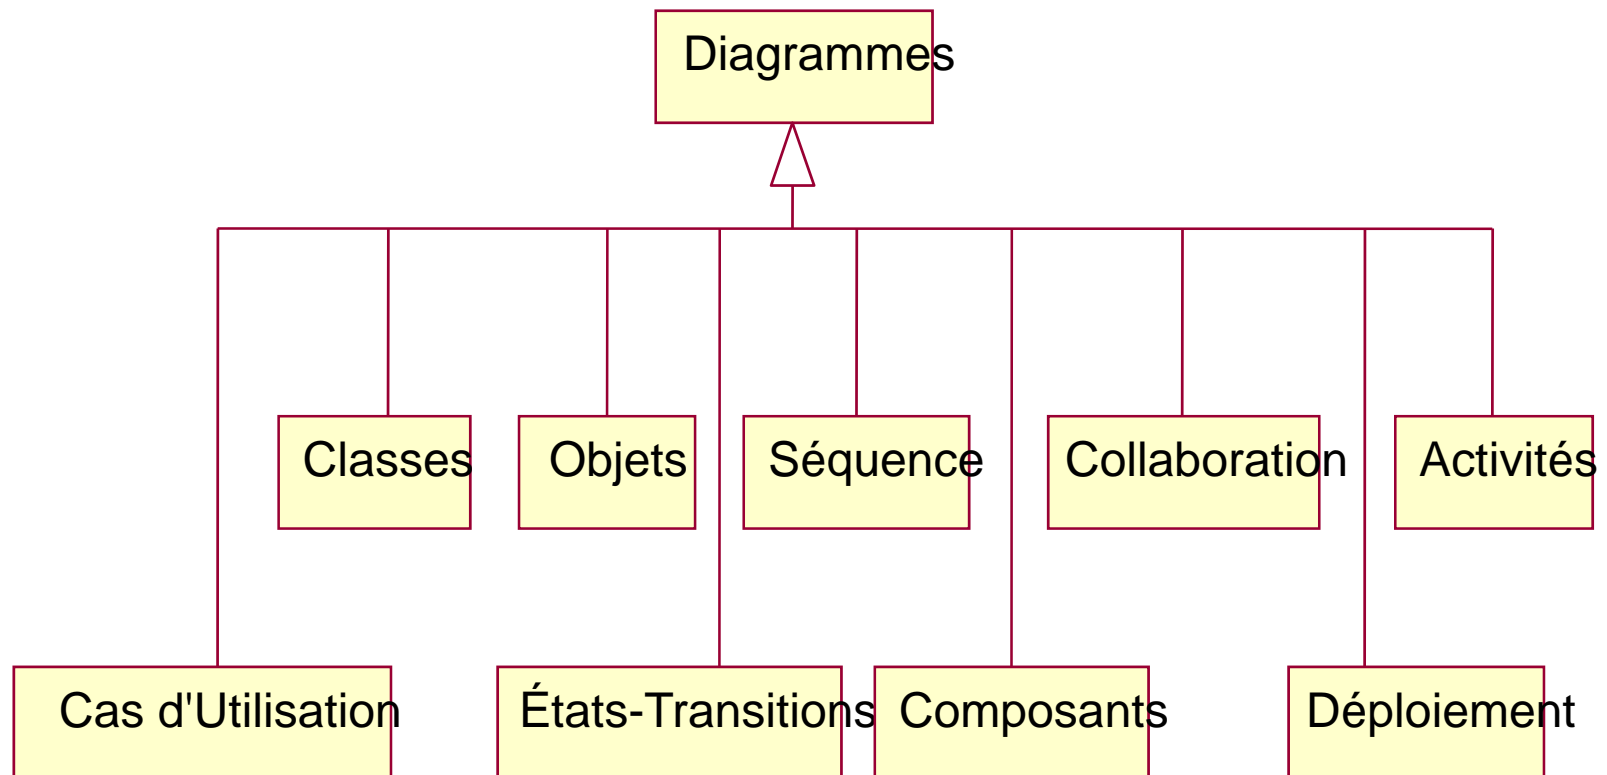 Diagrammes
Classes
Objets
Séquence
Collaboration
Activités
Cas d'Utilisation
États-Transitions
Composants
Déploiement